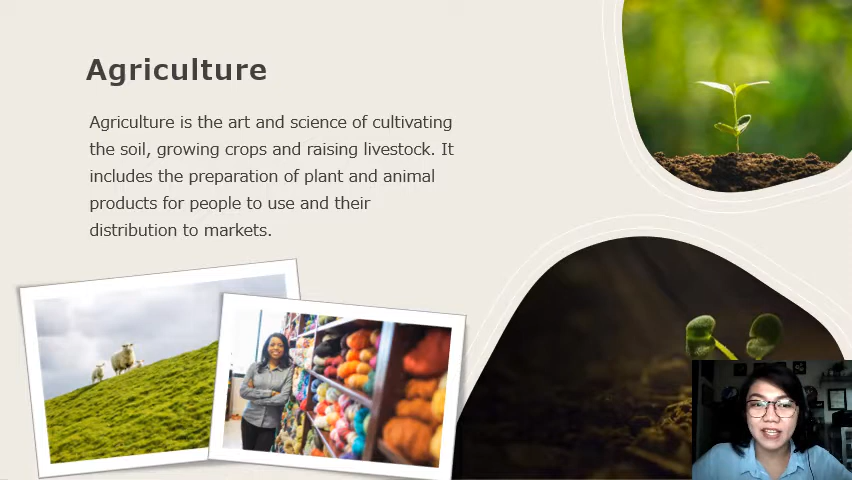 Agriculture
Agriculture is the art and science of cultivating
the soil, growing crops and raising livestock. It
includes the preparation of plant and animal
products for people to use and their
distribution to markets.